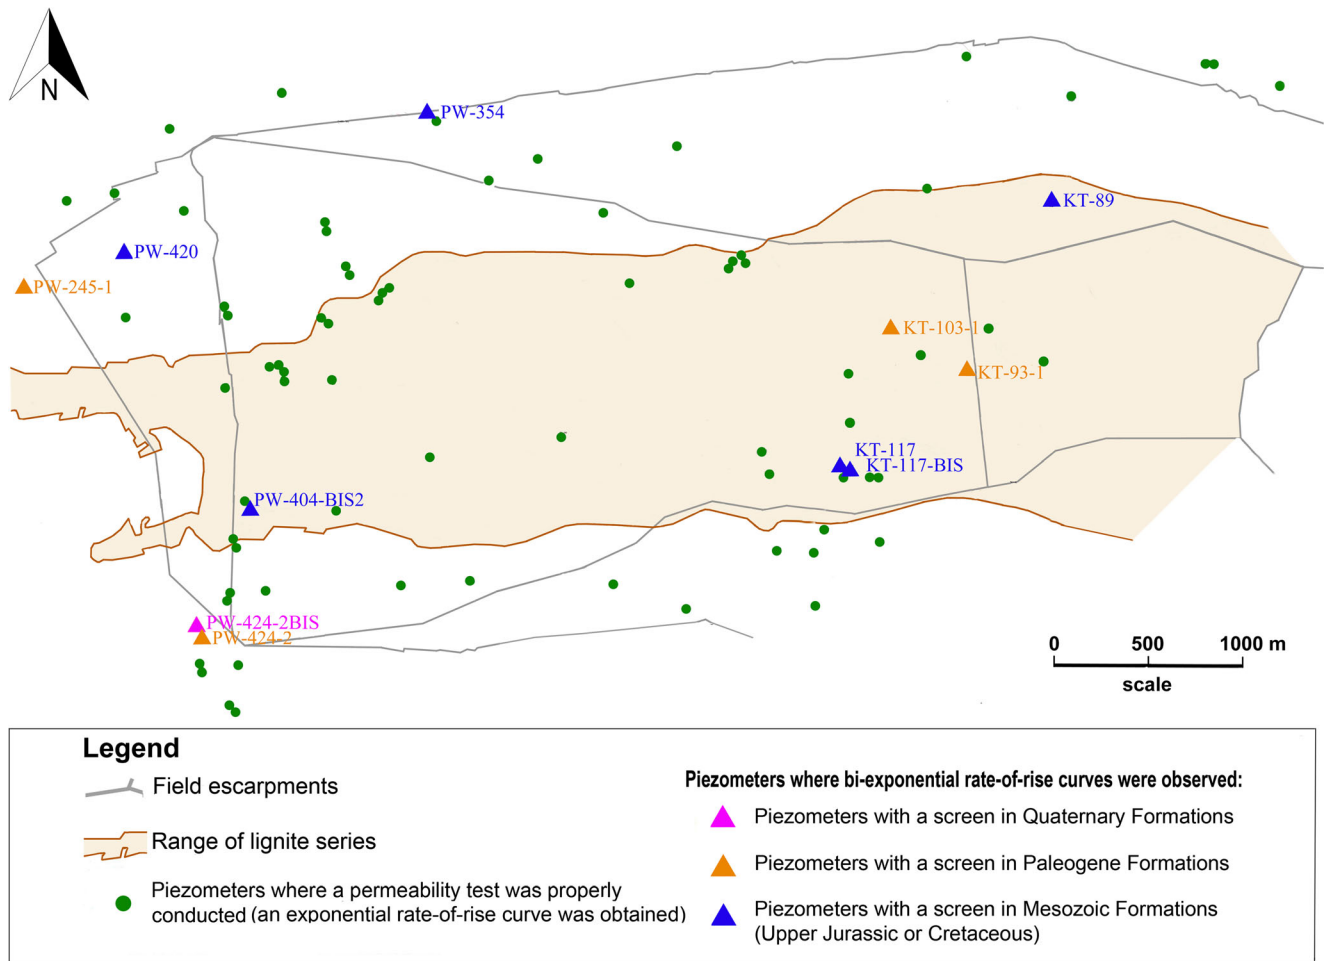 N
PW-354
KT-89
PW-420
PW-245-1
KT-103-1
KT-93-1
KT-117
KT-117-BIS
PW-404-BIS2
PW-424-2BIS
PW-424-2
0 500 1000 m
scale
Legend
Field escarpments
Range of lignite series
Piezometers where a permeability test was properly
conducted (an exponential rate-of-rise curve was obtained)
Piezometers where bi-exponential rate-of-rise curves were observed:
Piezometers with a screen in Quaternary Formations
Piezometers with a screen in Paleogene Formations
Piezometers with a screen in Mesozoic Formations
(Upper Jurassic or Cretaceous)